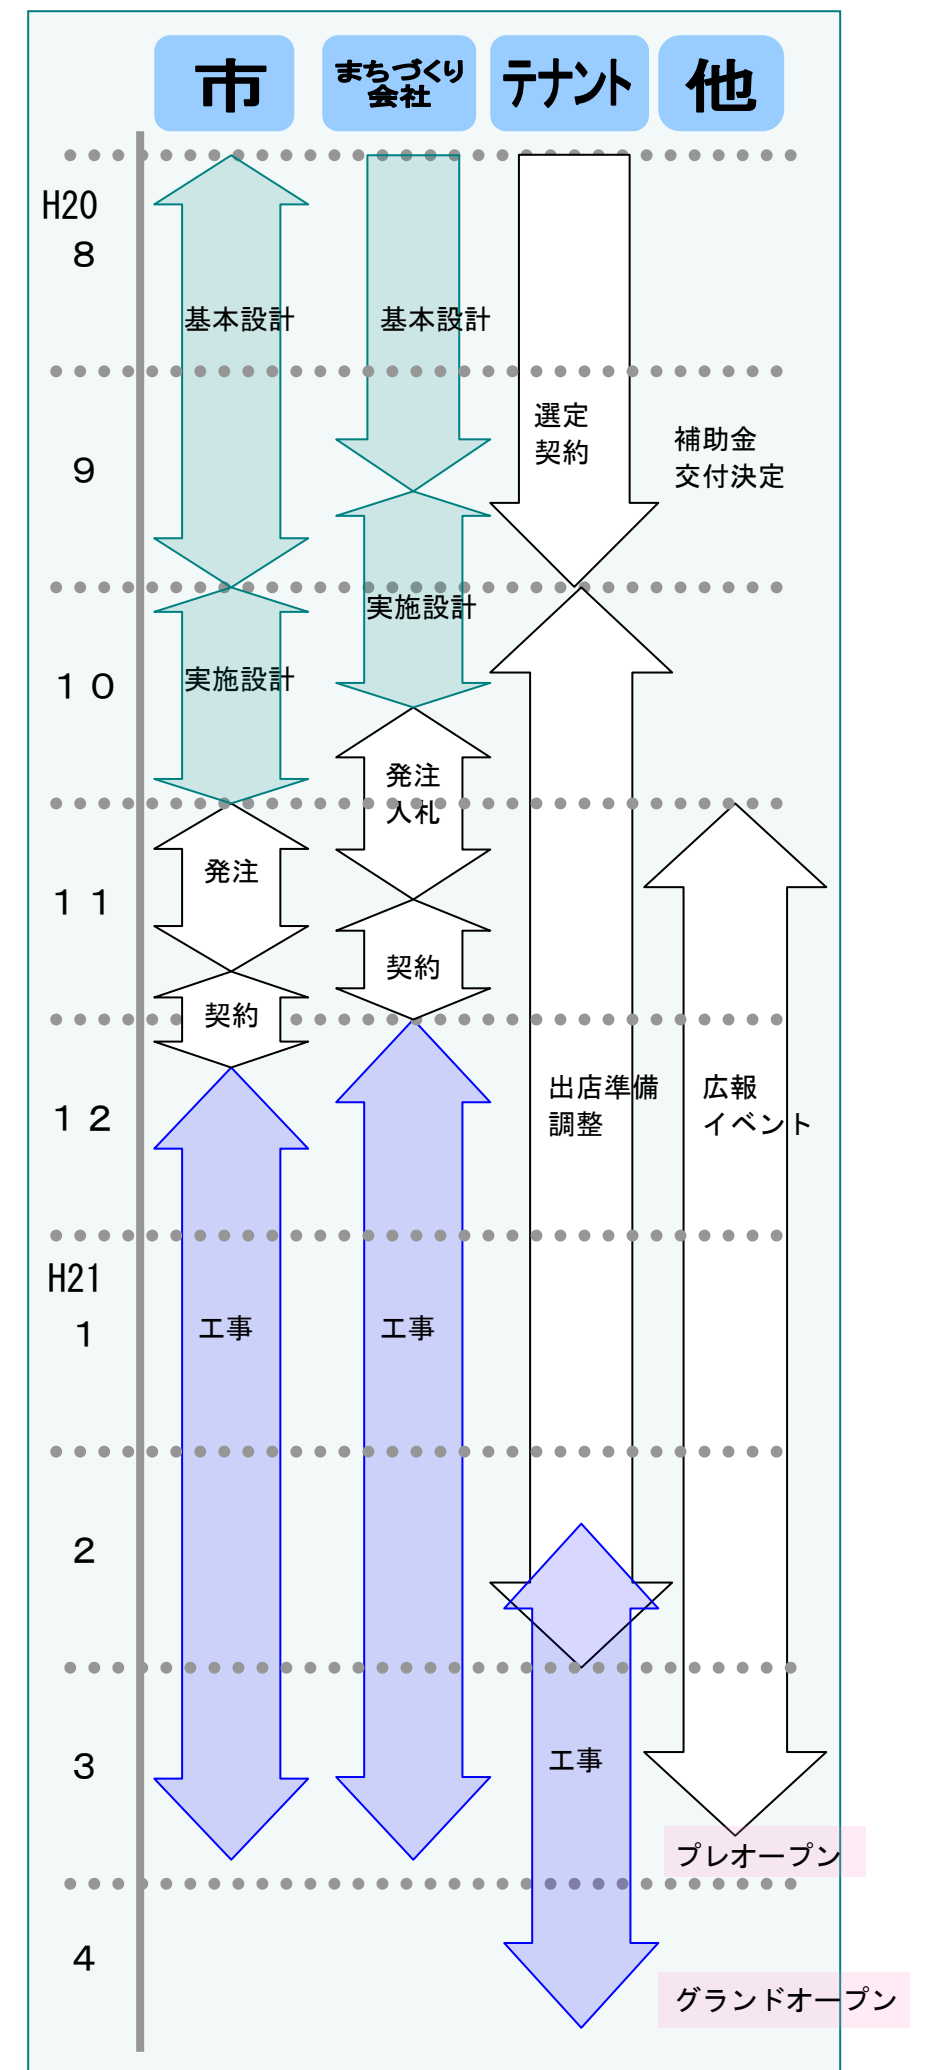 市
まちづくり
会社
テナント
他
H20
８
基本設計
基本設計
選定
契約
補助金
交付決定
９
実施設計
１０
実施設計
発注
入札
発注
１１
契約
契約
１２
出店準備
調整
広報
イベント
H21
１
工事
工事
２
３
工事
プレオープン
４
グランドオープン